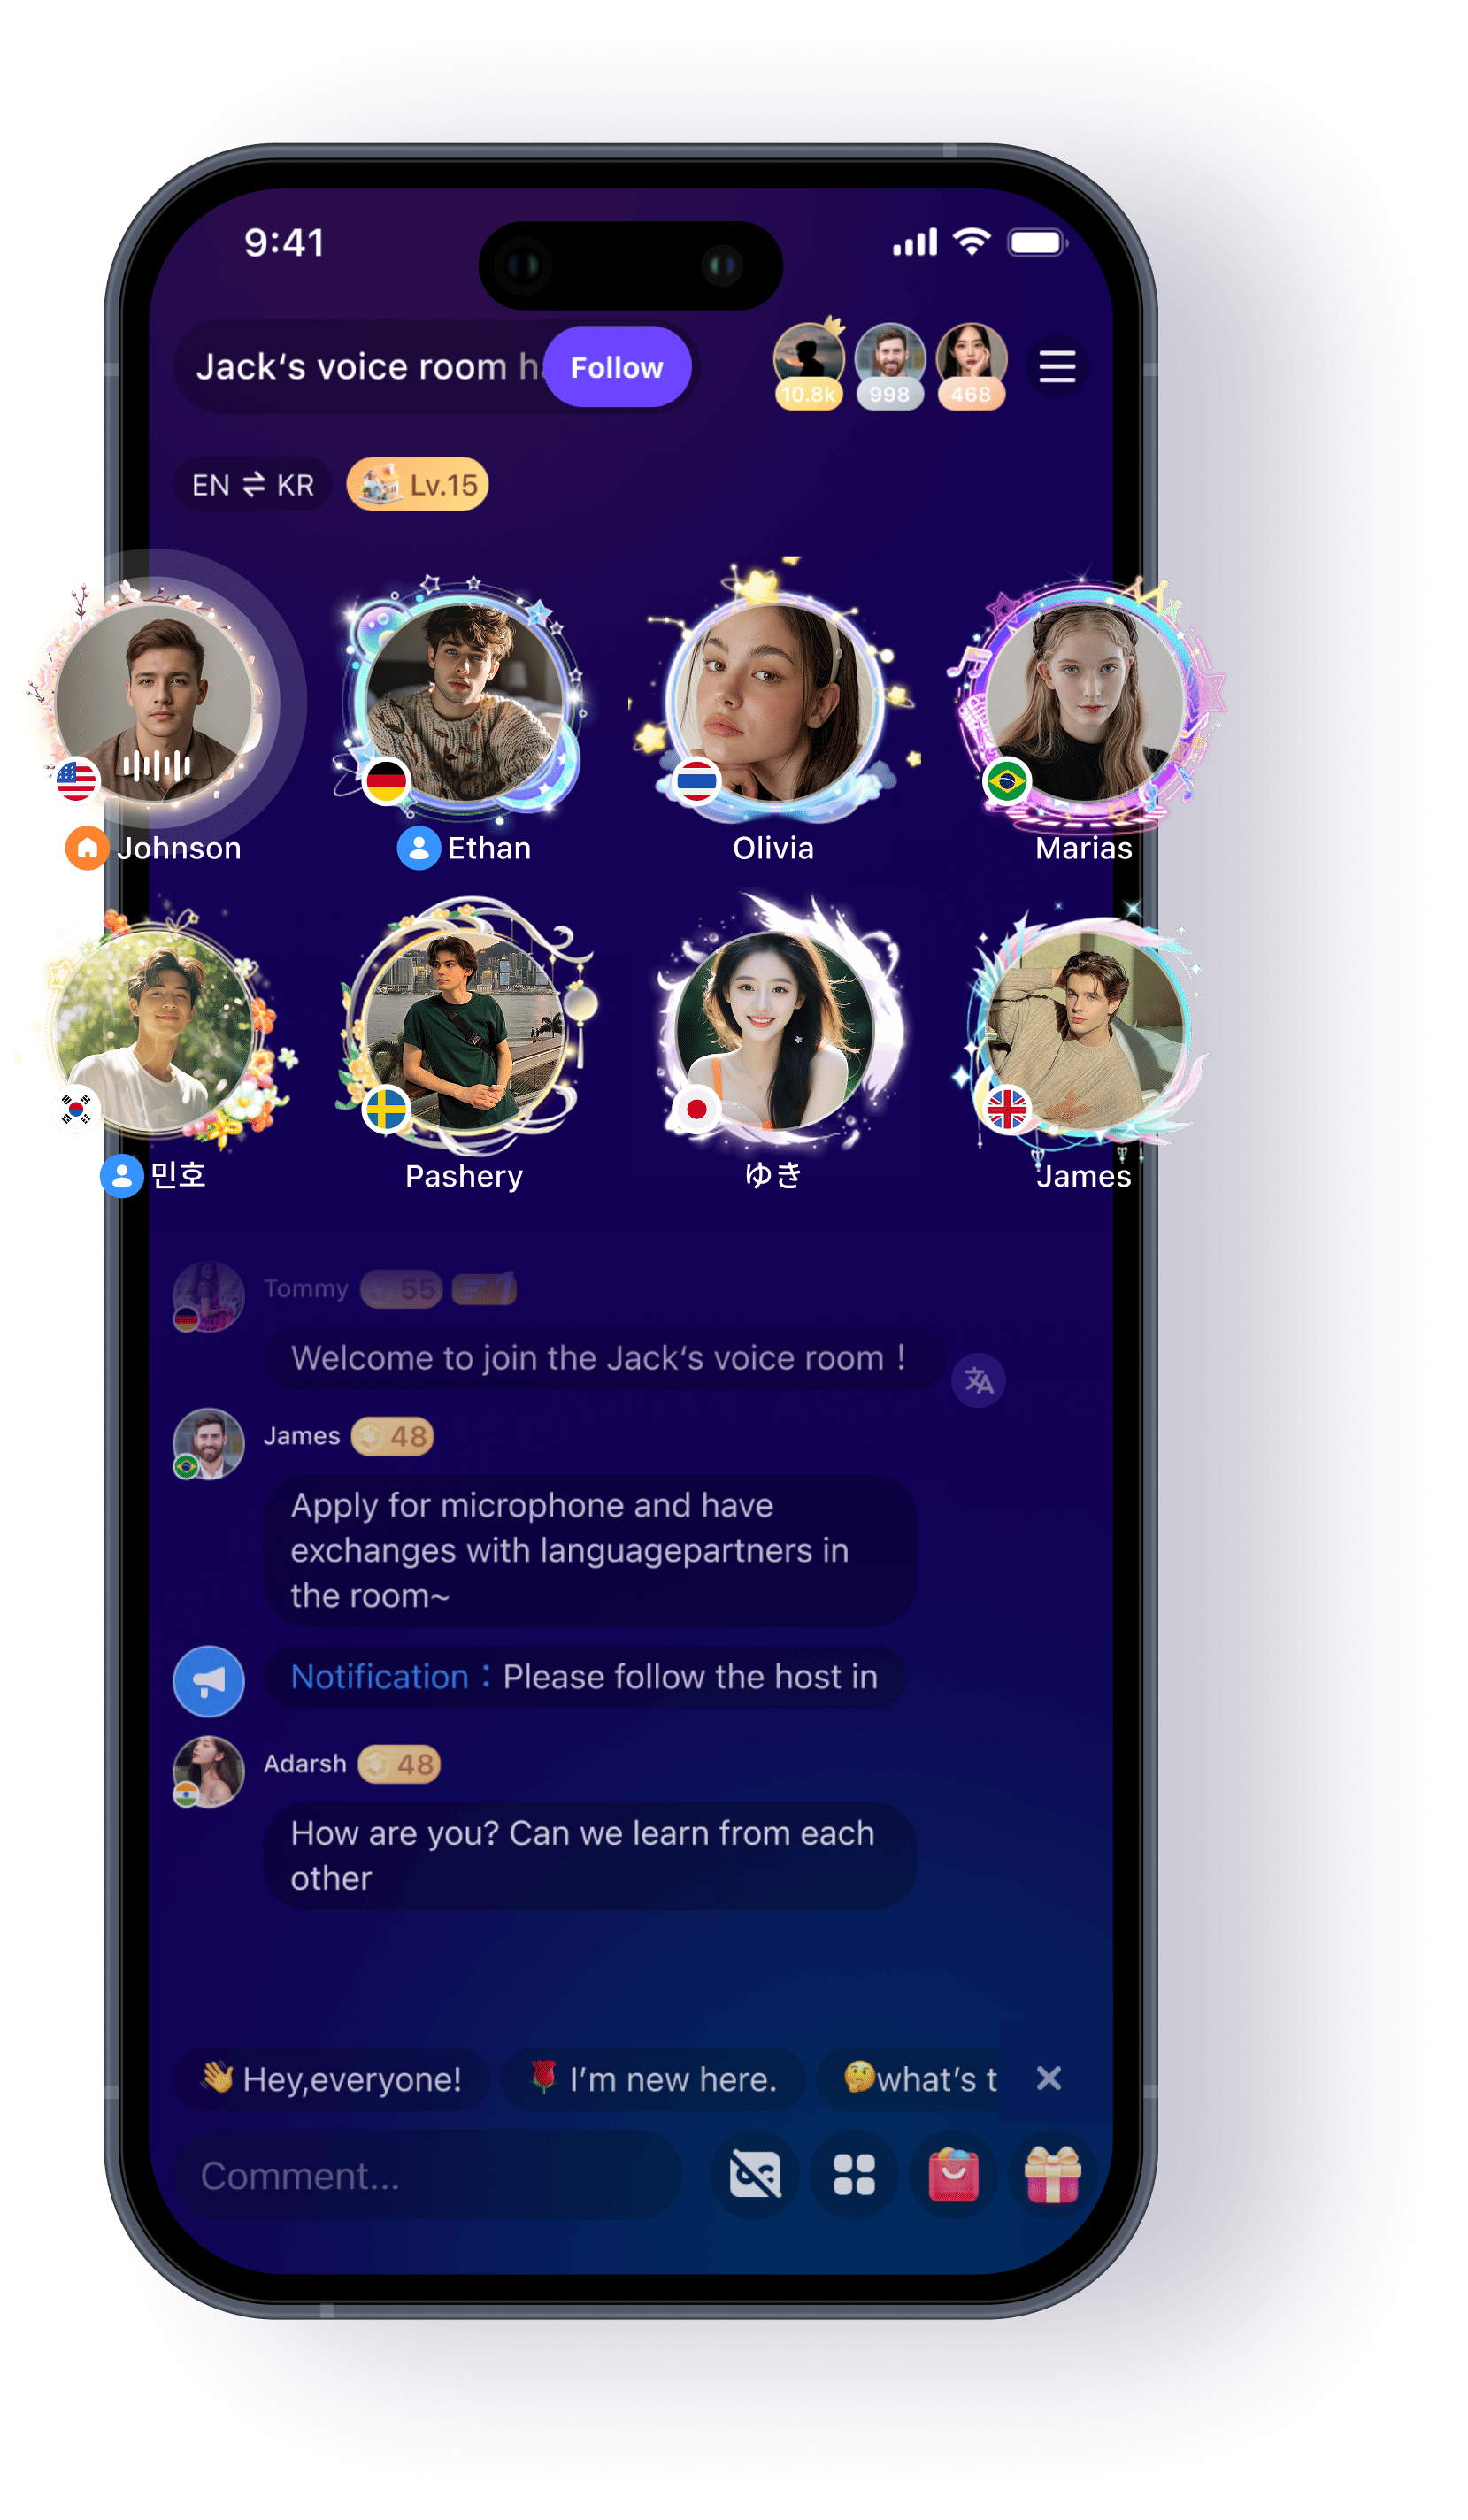 9:41
Jack‘s voice room
Follow
10.8k 998 468
EN ⇌ KR
Lv.15
Johnson
Ethan
Olivia
Marias
민호
Pashery
ゆき
James
Tommy 55 1
Welcome to join the Jack‘s voice room !
James 48
Apply for microphone and have
exchanges with languagepartners in
the room~
Notification : Please follow the host in
Adarsh 48
How are you? Can we learn from each
other
👋 Hey,everyone!
🌹 I’m new here.
🤔what’s t
Comment...